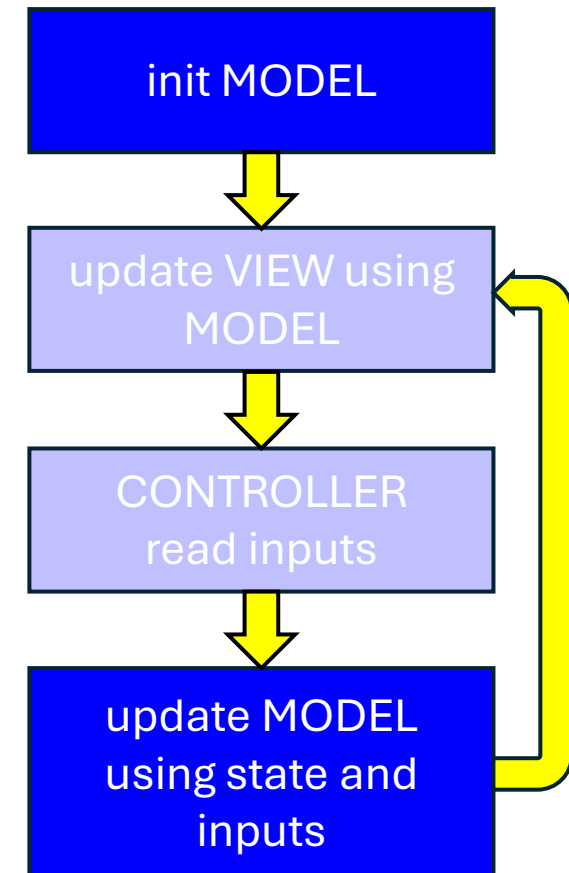 init MODEL
update VIEW using
MODEL
CONTROLLER
read inputs
update MODEL
using state and
inputs